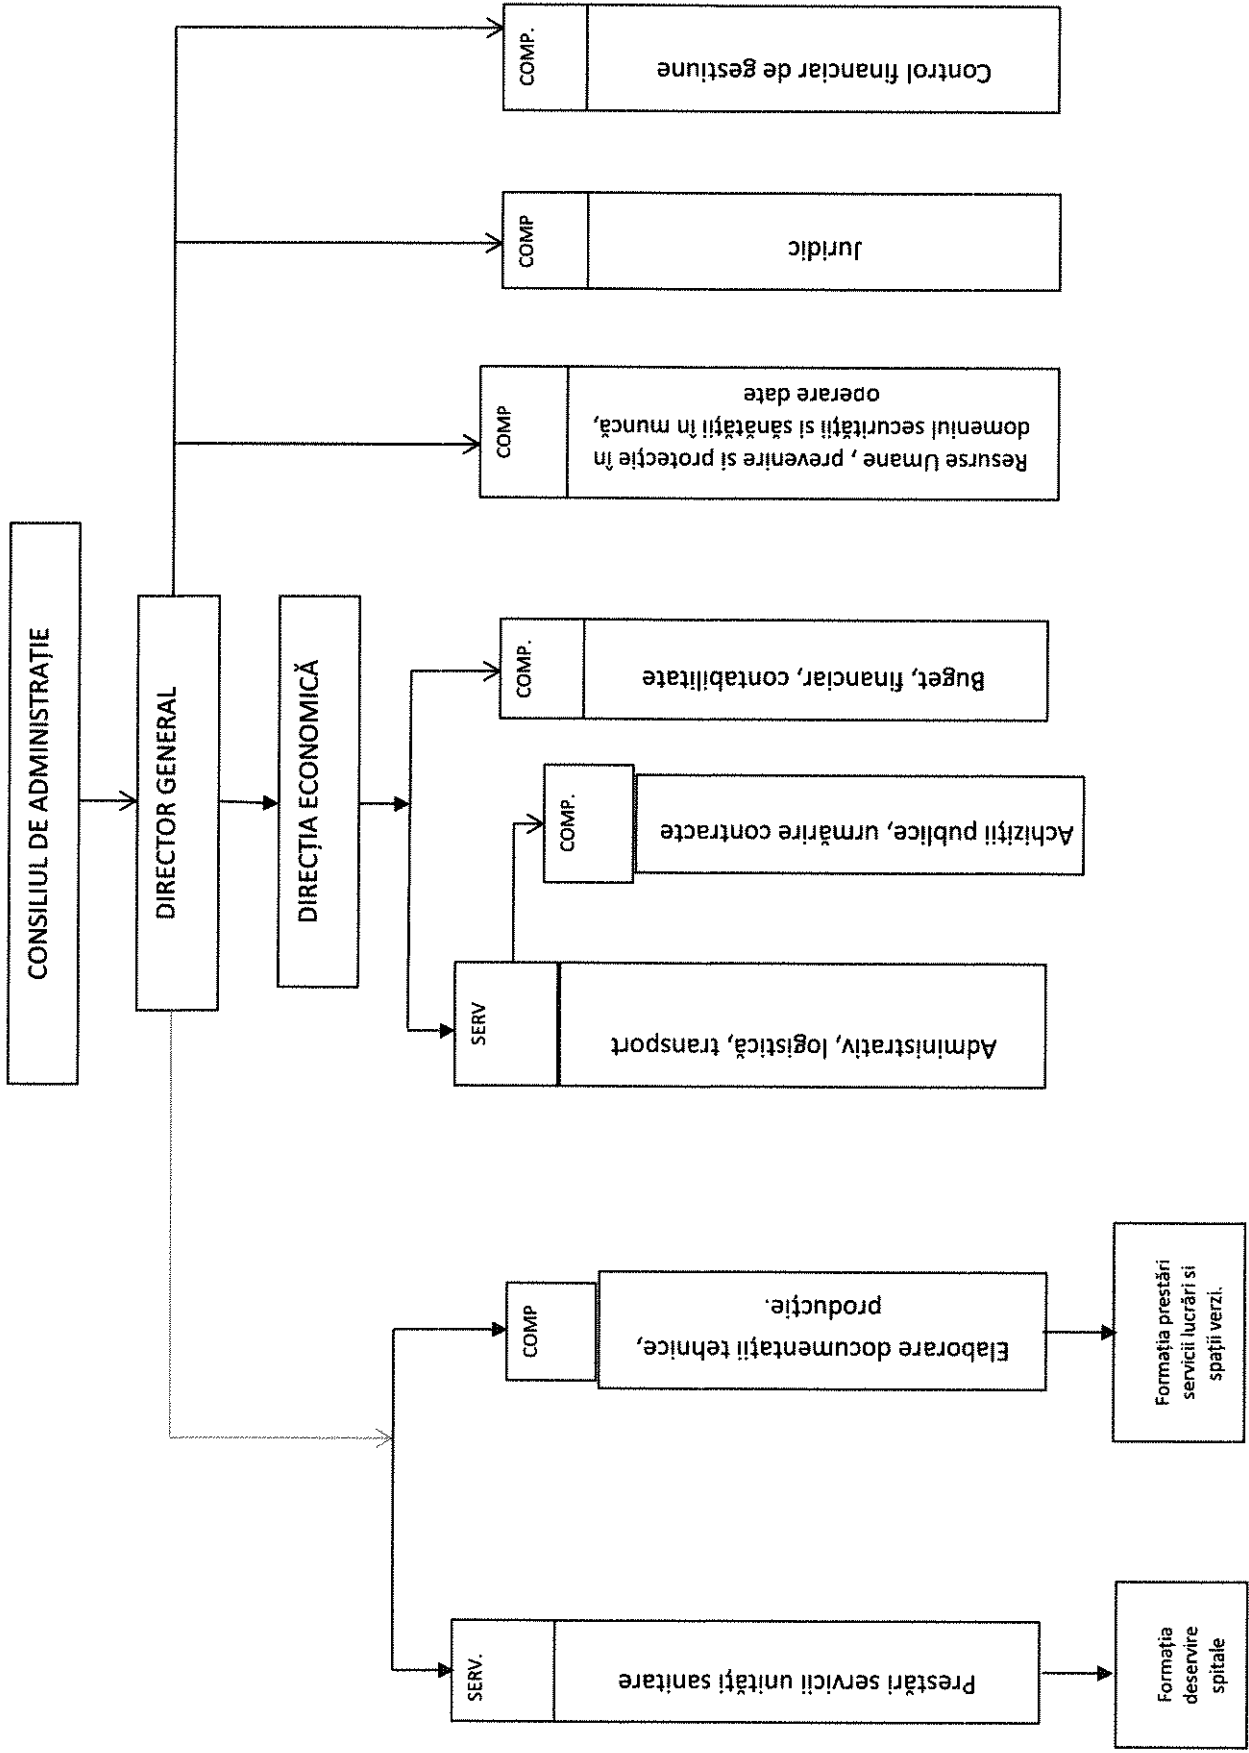 CONSILIUL DE ADMINISTRAȚIE
DIRECTOR GENERAL
DIRECȚIA ECONOMICĂ
SERV.
Prestări servicii unități sanitare
Formația
deservire
spitale
COMP
Elaborare documentații tehnice,
producție.
Formația prestări
servicii lucrări si
spații verzi.
SERV
Administrativ, logistică, transport
COMP.
Achiziții publice, urmărire contracte
COMP.
Buget, financiar, contabilitate
COMP
Resurse Umane , prevenire si protecție în
domeniul securității si sănătății în muncă,
operare date
COMP
Juridic
COMP.
Control financiar de gestiune